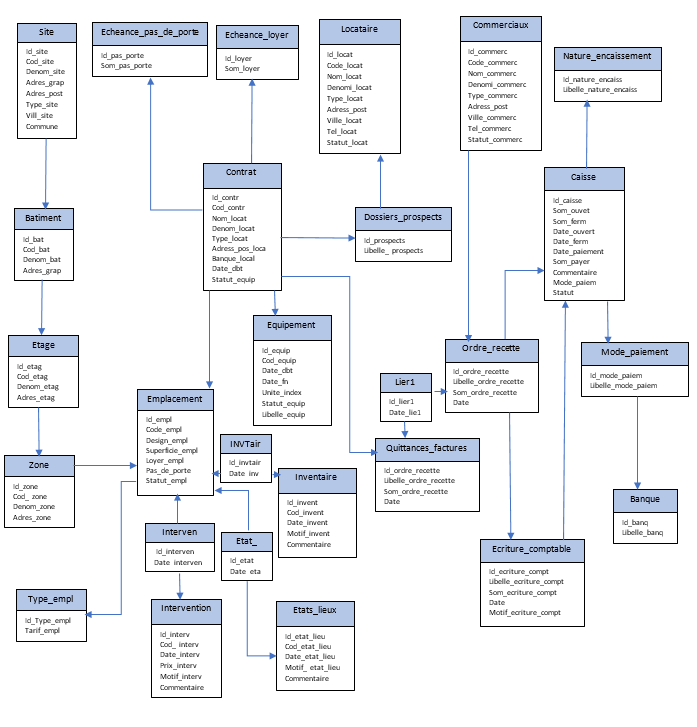 Site
Id_site
Cod_site
Denom_site
Adres_grap
Adres_post
Type_site
Vill_site
Commune
Echeance_pas_de_porte
Id_pas_porte
Som_pas_porte
Echeance_loyer
Id_loyer
Som_loyer
Locataire
Id_locat
Code_locat
Nom_locat
Denomi_locat
Type_locat
Adress_post
Ville_locat
Tel_locat
Statut_locat
Commerciaux
Id_commerc
Code_commerc
Nom_commerc
Denomi_commerc
Type_commerc
Adress_post
Ville_commerc
Tel_commerc
Statut_commerc
Nature_encaissement
Id_nature_encaiss
Libelle_nature_encaiss
Contrat
Id_contr
Cod_contr
Nom_locat
Denom_locat
Type_locat
Adress_pos_loca
Banque_local
Date_dbt
Statut_equip
Caisse
Id_caisse
Som_ouvet
Som_ferm
Date_ouvert
Date_ferm
Date_paiement
Som_payer
Commentaire
Mode_paiem
Statut
Batiment
Id_bat
Cod_bat
Denom_bat
Adres_grap
Dossiers_prospects
Id_prospects
Libelle_ prospects
Equipement
Id_equip
Cod_equip
Date_dbt
Date_fn
Unite_index
Statut_equip
Libelle_equip
Etage
Id_etag
Cod_etag
Denom_etag
Adres_etag
Ordre_recette
Id_ordre_recette
Libelle_ordre_recette
Som_ordre_recette
Date
Mode_paiement
Id_mode_paiem
Libelle_mode_paiem
Lier1
Id_lier1
Date_lie1
Emplacement
Id_empl
Code_empl
Design_empl
Superficie_empl
Loyer_empl
Pas_de_porte
Statut_empl
INVTair
Id_invtair
Date_inv
Quittances_factures
Id_ordre_recette
Libelle_ordre_recette
Som_ordre_recette
Date
Zone
Id_zone
Cod_ zone
Denom_zone
Adres_zone
Inventaire
Id_invent
Cod_invent
Date_invent
Motif_invent
Commentaire
Banque
Id_banq
Libelle_banq
Interven
Id_interven
Date_interven
Etat_
Id_etat
Date_eta
Ecriture_comptable
Id_ecriture_compt
Libelle_ecriture_compt
Som_ecriture_compt
Date
Motif_ecriture_compt
Type_empl
Id_Type_empl
Tarif_empl
Intervention
Id_interv
Cod_ interv
Date_interv
Prix_interv
Motif_interv
Commentaire
Etats_lieux
Id_etat_lieu
Cod_etat_lieu
Date_etat_lieu
Motif_ etat_lieu
Commentaire